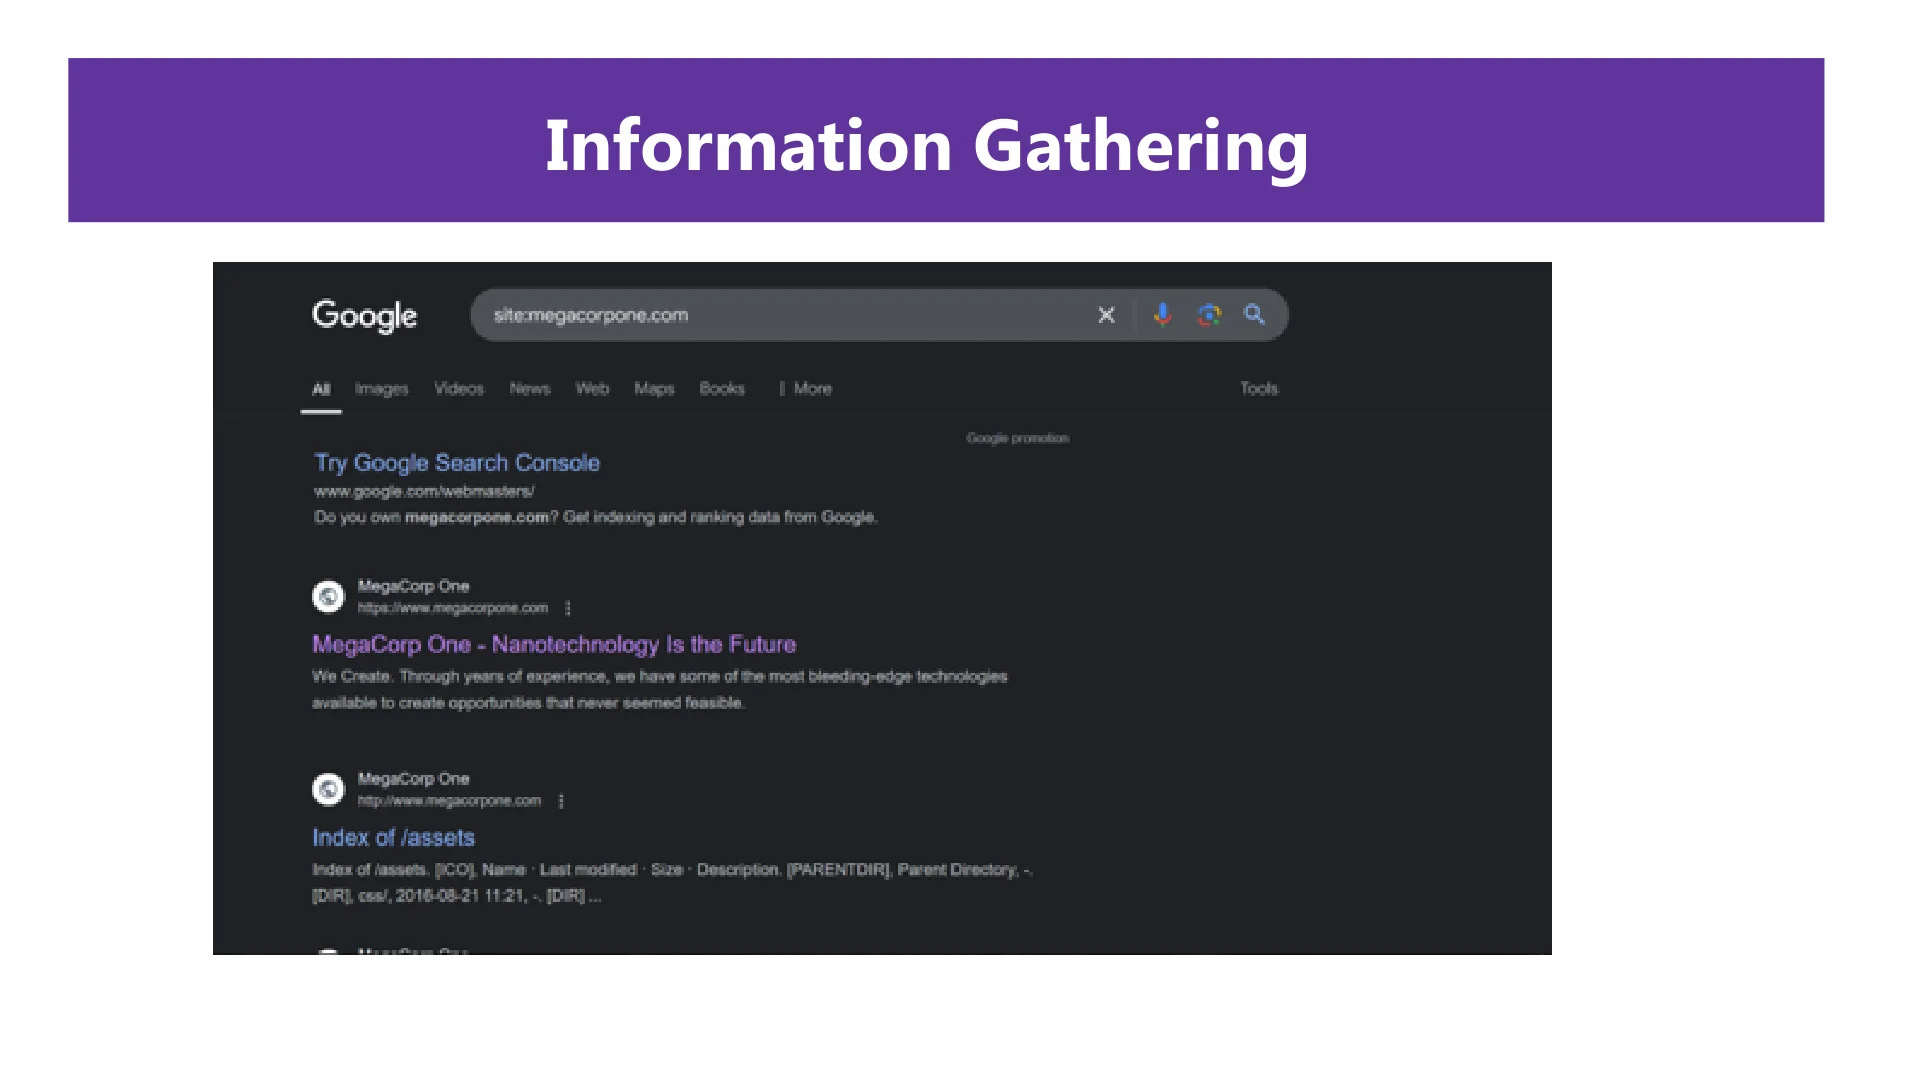 Information Gathering
Google
site:megacorpone.com
All Images Videos News Web Maps Books More Tools
Google promotion
Try Google Search Console
www.google.com/webmasters/
Do you own megacorpone.com? Get indexing and ranking data from Google.
MegaCorp One
https://www.megacorpone.com
MegaCorp One - Nanotechnology Is the Future
We Create. Through years of experience, we have some of the most bleeding-edge technologies
available to create opportunities that never seemed feasible.
MegaCorp One
http://www.megacorpone.com
Index of /assets
Index of /assets. [ICO], Name · Last modified · Size · Description. [PARENTDIR], Parent Directory, -.
[DIR], css/, 2016-08-21 11:21, -. [DIR] ...